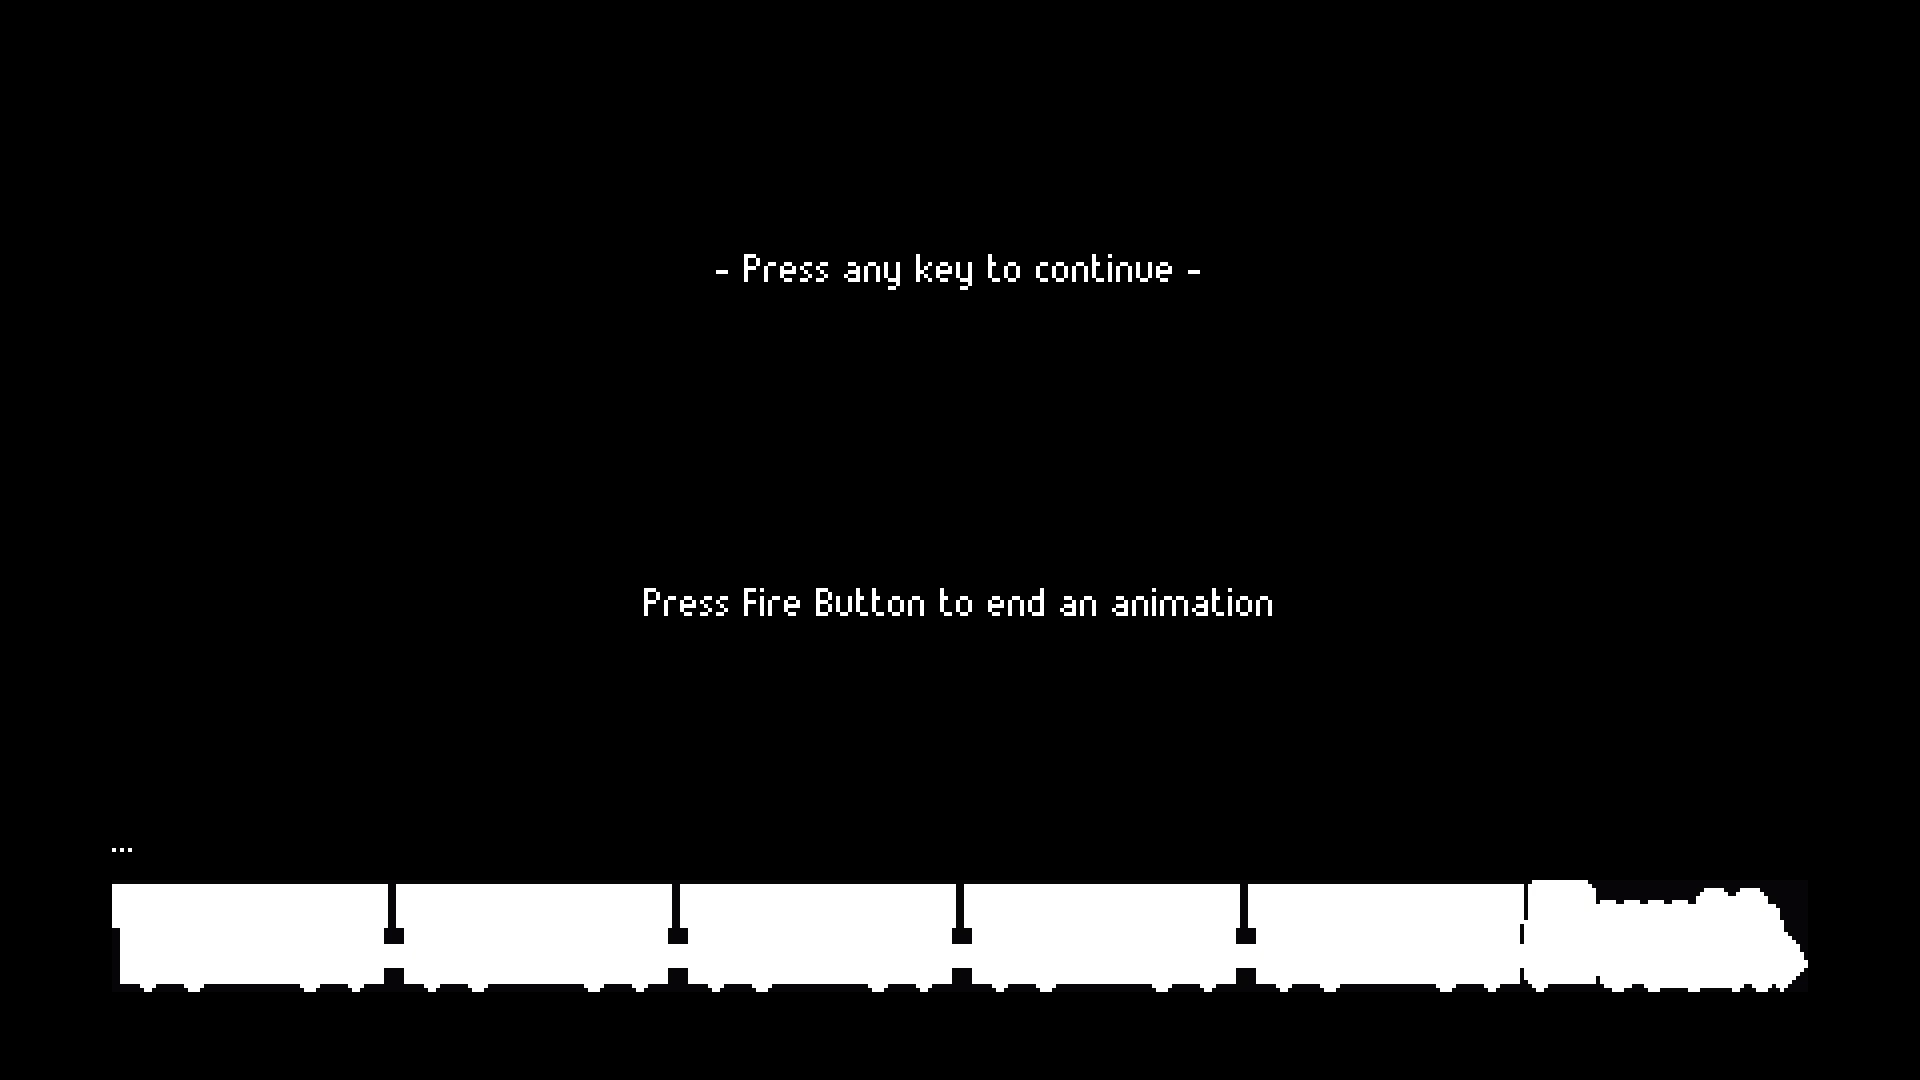 - Press any key to continue -
Press Fire Button to end an animation
...